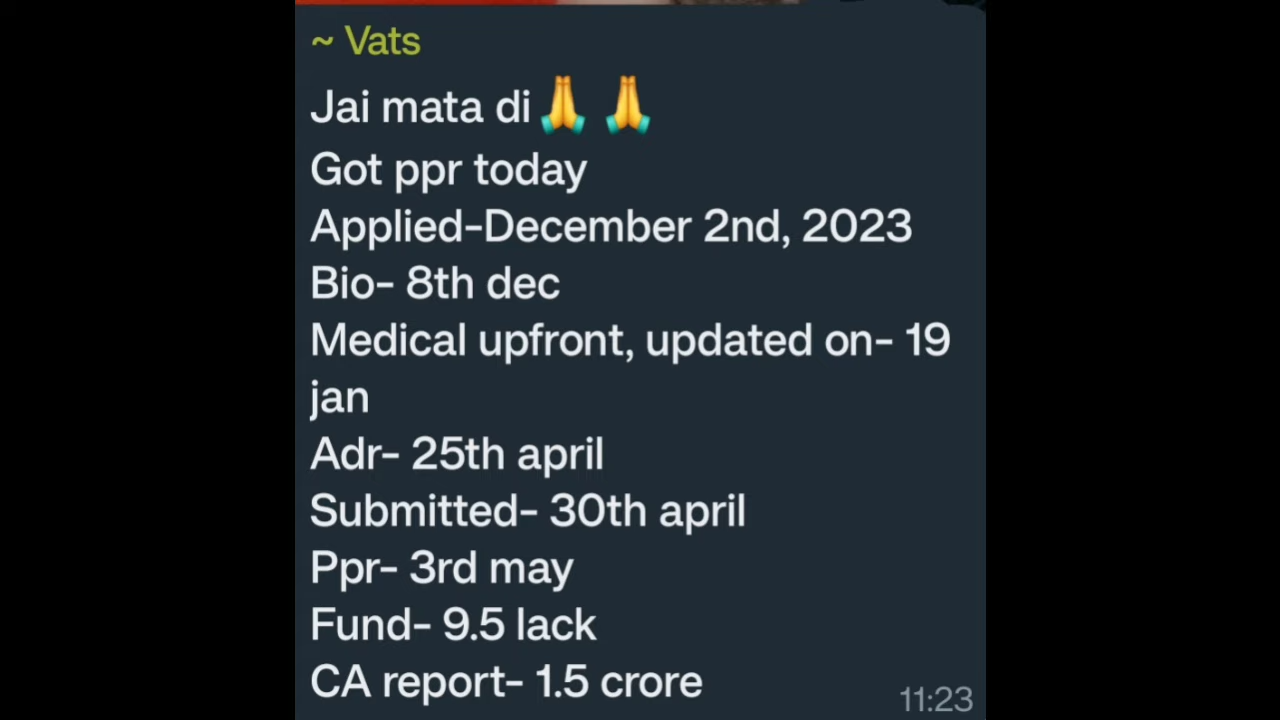 ~ Vats
Jai mata di🙏 🙏
Got ppr today
Applied-December 2nd, 2023
Bio- 8th dec
Medical upfront, updated on- 19
jan
Adr- 25th april
Submitted- 30th april
Ppr- 3rd may
Fund- 9.5 lack
CA report- 1.5 crore
11:23